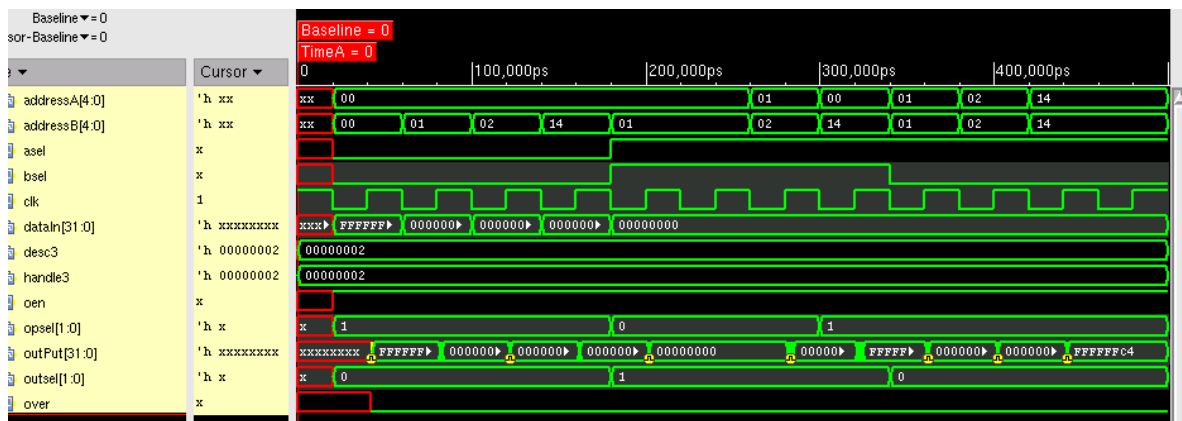 Baseline▼= 0
sor-Baseline▼= 0
Baseline = 0
TimeA = 0
Cursor ▼
0 100,000ps 200,000ps 300,000ps 400,000ps
addressA[4:0] 'h xx xx 00 01 00 01 02 14
addressB[4:0] 'h xx xx 00 01 02 14 01 02 14 01 02 14
asel x
bsel x
clk 1
dataIn[31:0] 'h xxxxxxxx xxx FFFFFF 000000 000000 000000 00000000
desc3 'h 00000002 00000002
handle3 'h 00000002 00000002
oen x
opsel[1:0] 'h x x 1 0 1
outPut[31:0] 'h xxxxxxxx xxxxxxxx FFFFFF 000000 000000 000000 00000000 00000 FFFFF 000000 000000 FFFFFFC4
outsel[1:0] 'h x x 0 1 0
over x